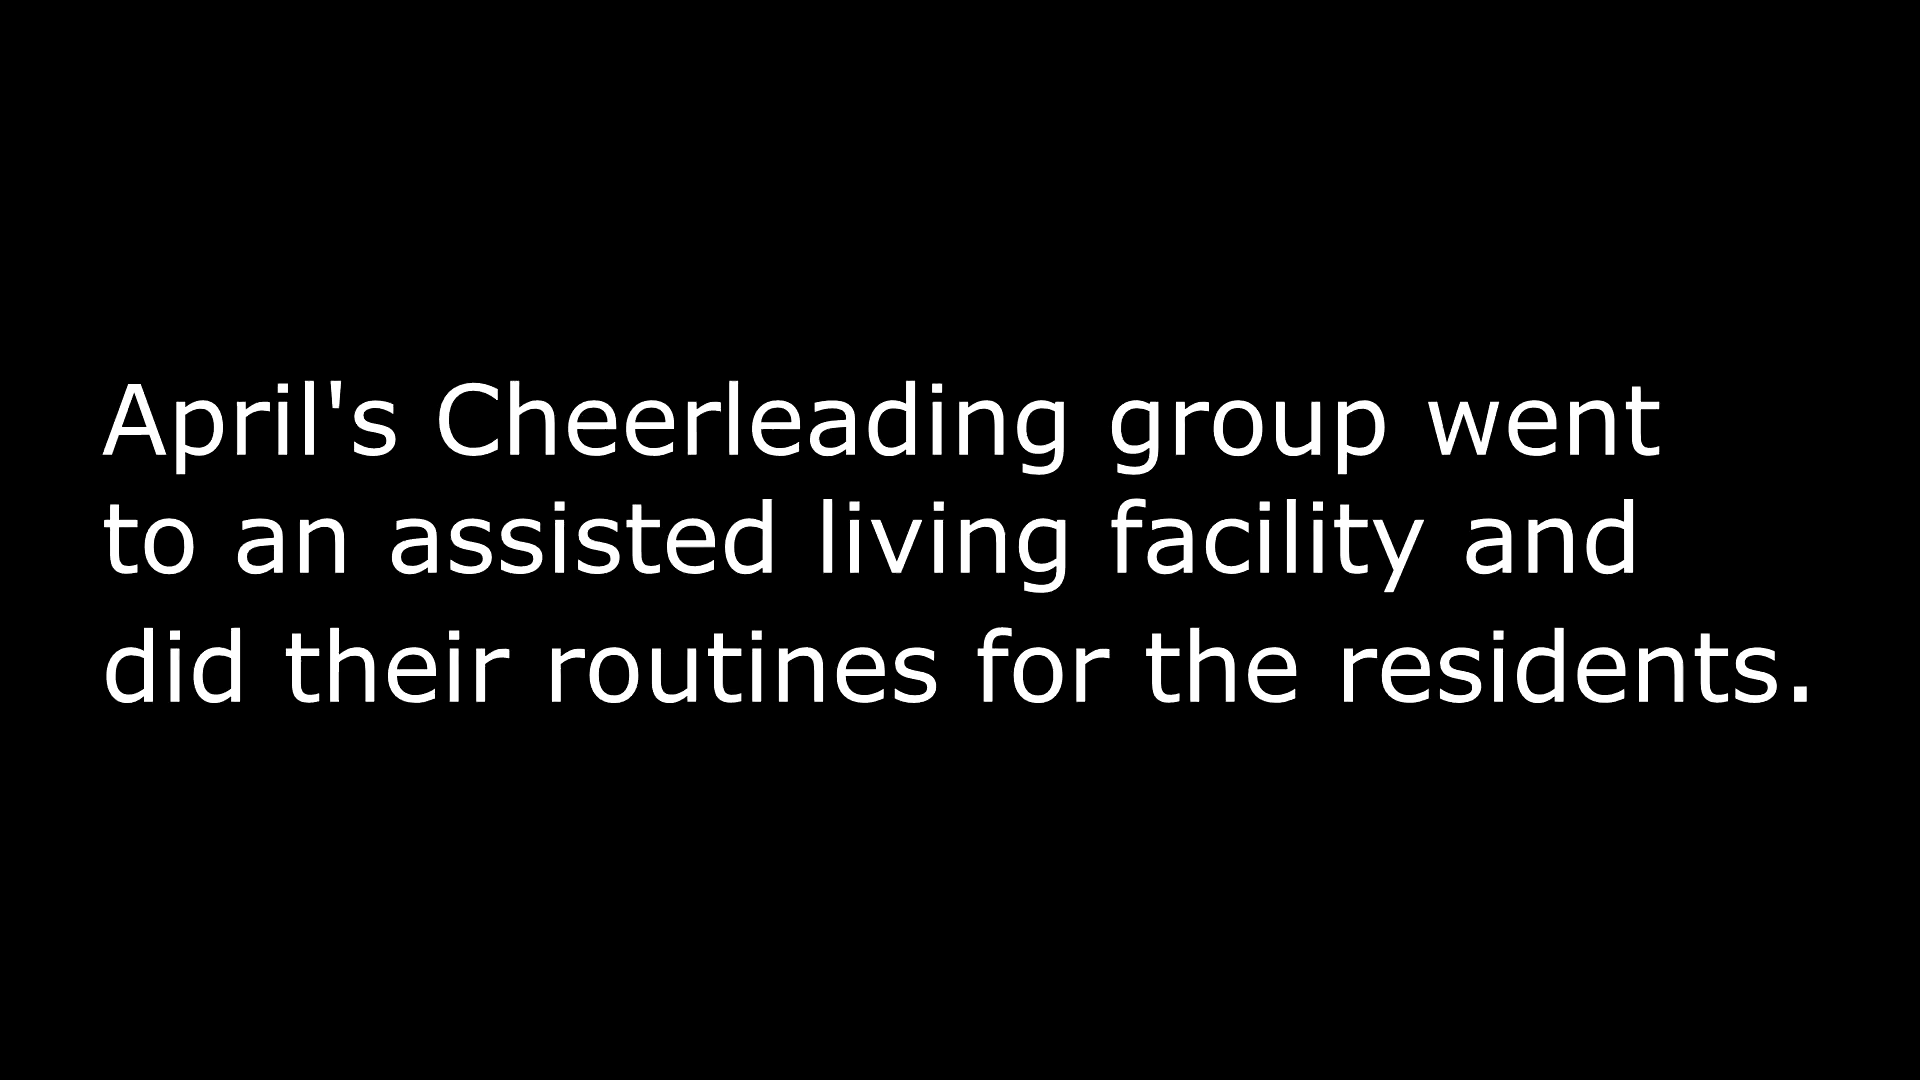 April's Cheerleading group went
to an assisted living facility and
did their routines for the residents.